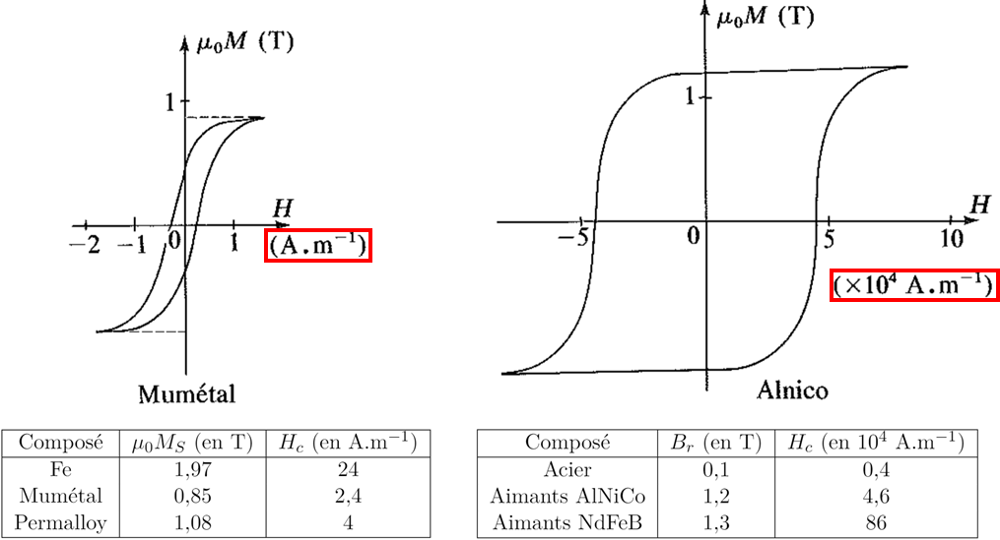 μ₀M (T)
1
H
−2 −1 0 1
(A.m⁻¹)
Mumétal
μ₀M (T)
1
H
−5 0 5 10
(×10⁴ A.m⁻¹)
Alnico
Composé μ₀M_S (en T) H_c (en A.m⁻¹)
Fe 1,97 24
Mumétal 0,85 2,4
Permalloy 1,08 4
Composé B_r (en T) H_c (en 10⁴ A.m⁻¹)
Acier 0,1 0,4
Aimants AlNiCo 1,2 4,6
Aimants NdFeB 1,3 86